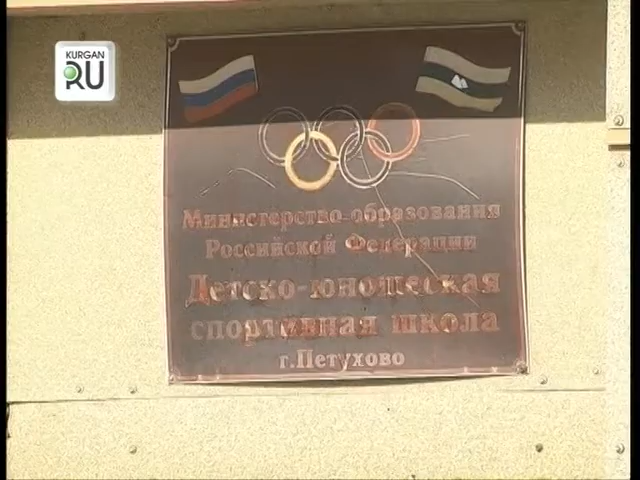 KURGAN
RU
Министерство образования
Российской Федерации
Детско-юношеская
спортивная школа
г.Петухово